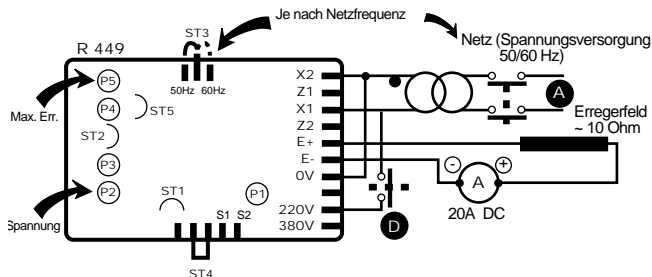 Je nach Netzfrequenz
ST3
R 449
Netz (Spannungsversorgung
50/60 Hz)
50Hz 60Hz
P5
Max. Err.
P4
ST5
ST2
P3
P2
Spannung
ST1
P1
S1 S2
ST4
X2
Z1
X1
Z2
E+
E-
0V
220V
380V
A
Erregerfeld
~ 10 Ohm
- A +
20A DC
D